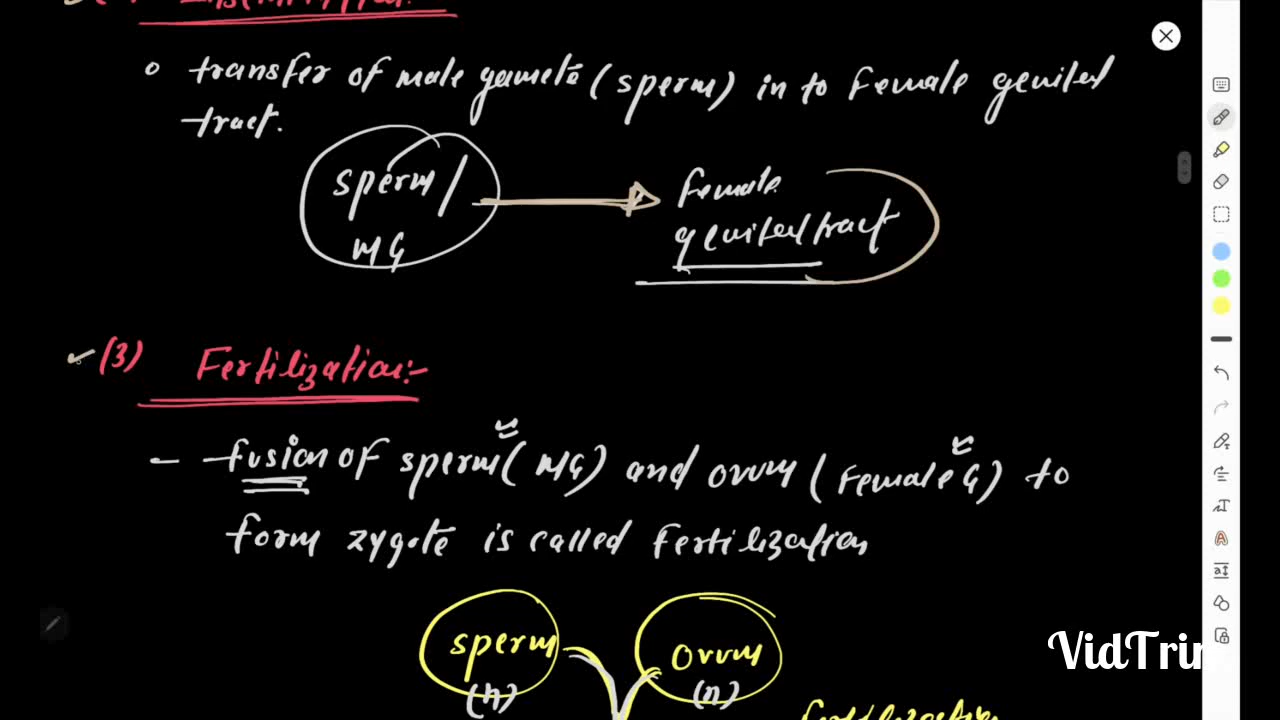 transfer of male gamete (sperm) in to female genital
tract.
sperm/
MG
female
genital tract
(3) Fertilization:-
- fusion of sperm (MG) and ovum (Female G) to
form zygote is called fertilization
sperm
(n)
ovum
(n)
VidTrim